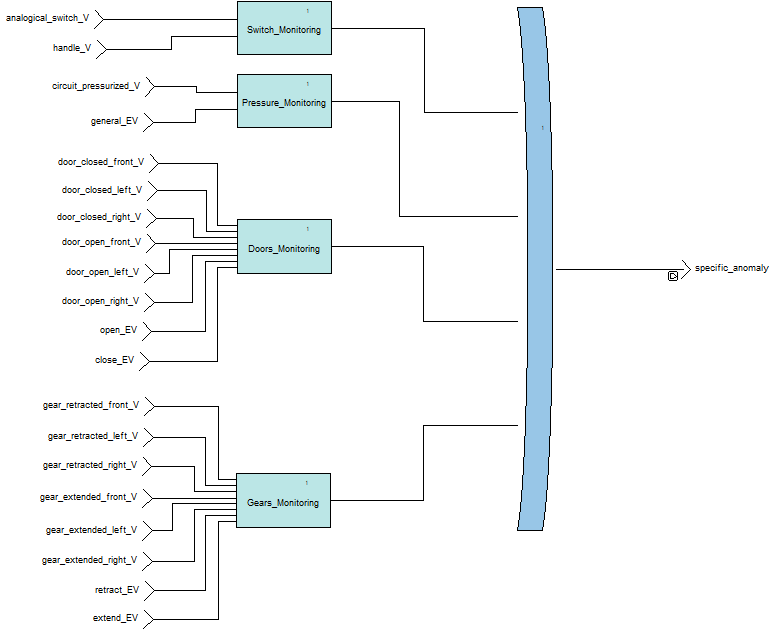 analogical_switch_V
handle_V
1
Switch_Monitoring
circuit_pressurized_V
general_EV
1
Pressure_Monitoring
1
door_closed_front_V
door_closed_left_V
door_closed_right_V
door_open_front_V
door_open_left_V
door_open_right_V
open_EV
close_EV
1
Doors_Monitoring
specific_anomaly
gear_retracted_front_V
gear_retracted_left_V
gear_retracted_right_V
gear_extended_front_V
gear_extended_left_V
gear_extended_right_V
retract_EV
extend_EV
1
Gears_Monitoring